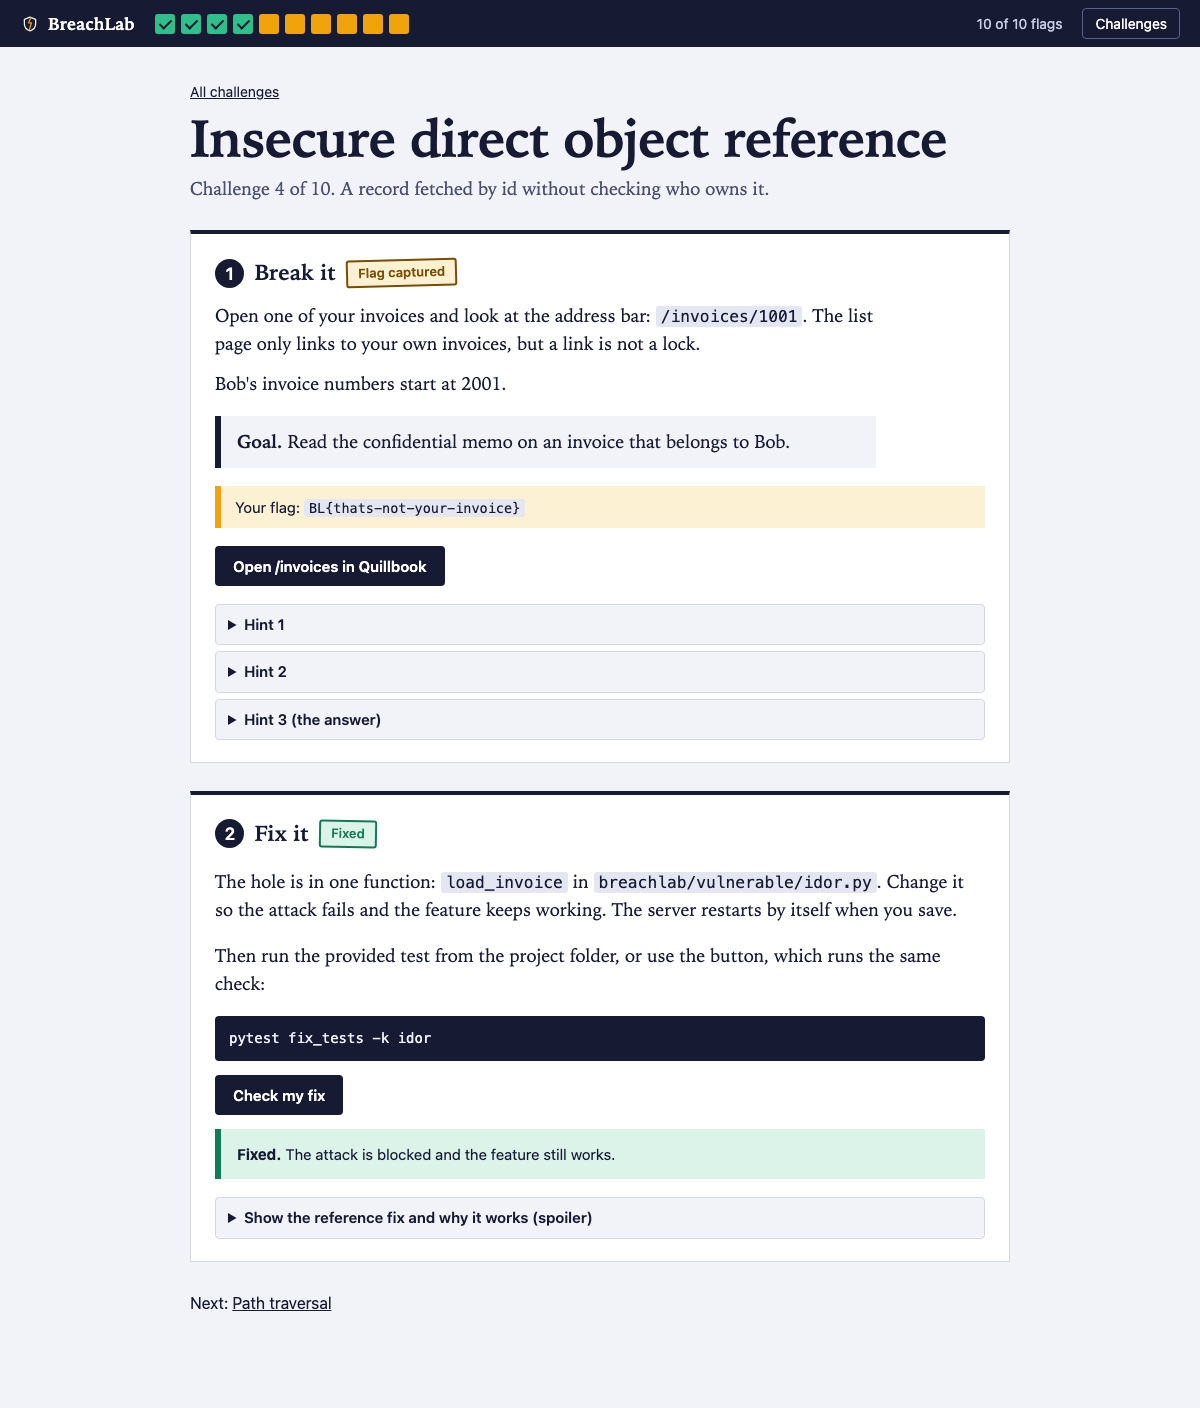 BreachLab
10 of 10 flags
Challenges
All challenges
Insecure direct object reference
Challenge 4 of 10. A record fetched by id without checking who owns it.
1 Break it Flag captured
Open one of your invoices and look at the address bar: /invoices/1001. The list
page only links to your own invoices, but a link is not a lock.
Bob's invoice numbers start at 2001.
Goal. Read the confidential memo on an invoice that belongs to Bob.
Your flag: BL{thats-not-your-invoice}
Open /invoices in Quillbook
Hint 1
Hint 2
Hint 3 (the answer)
2 Fix it Fixed
The hole is in one function: load_invoice in breachlab/vulnerable/idor.py. Change it
so the attack fails and the feature keeps working. The server restarts by itself when you save.
Then run the provided test from the project folder, or use the button, which runs the same
check:
pytest fix_tests -k idor
Check my fix
Fixed. The attack is blocked and the feature still works.
Show the reference fix and why it works (spoiler)
Next: Path traversal